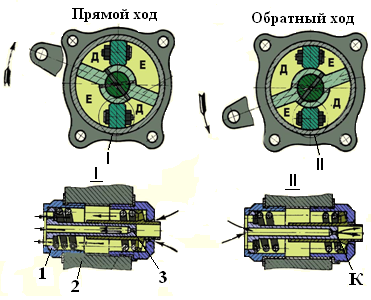 Прямой ход
Обратный ход
Д Е
Е Д
Д Е
Е Д
I
II
I
II
1
2
3
К